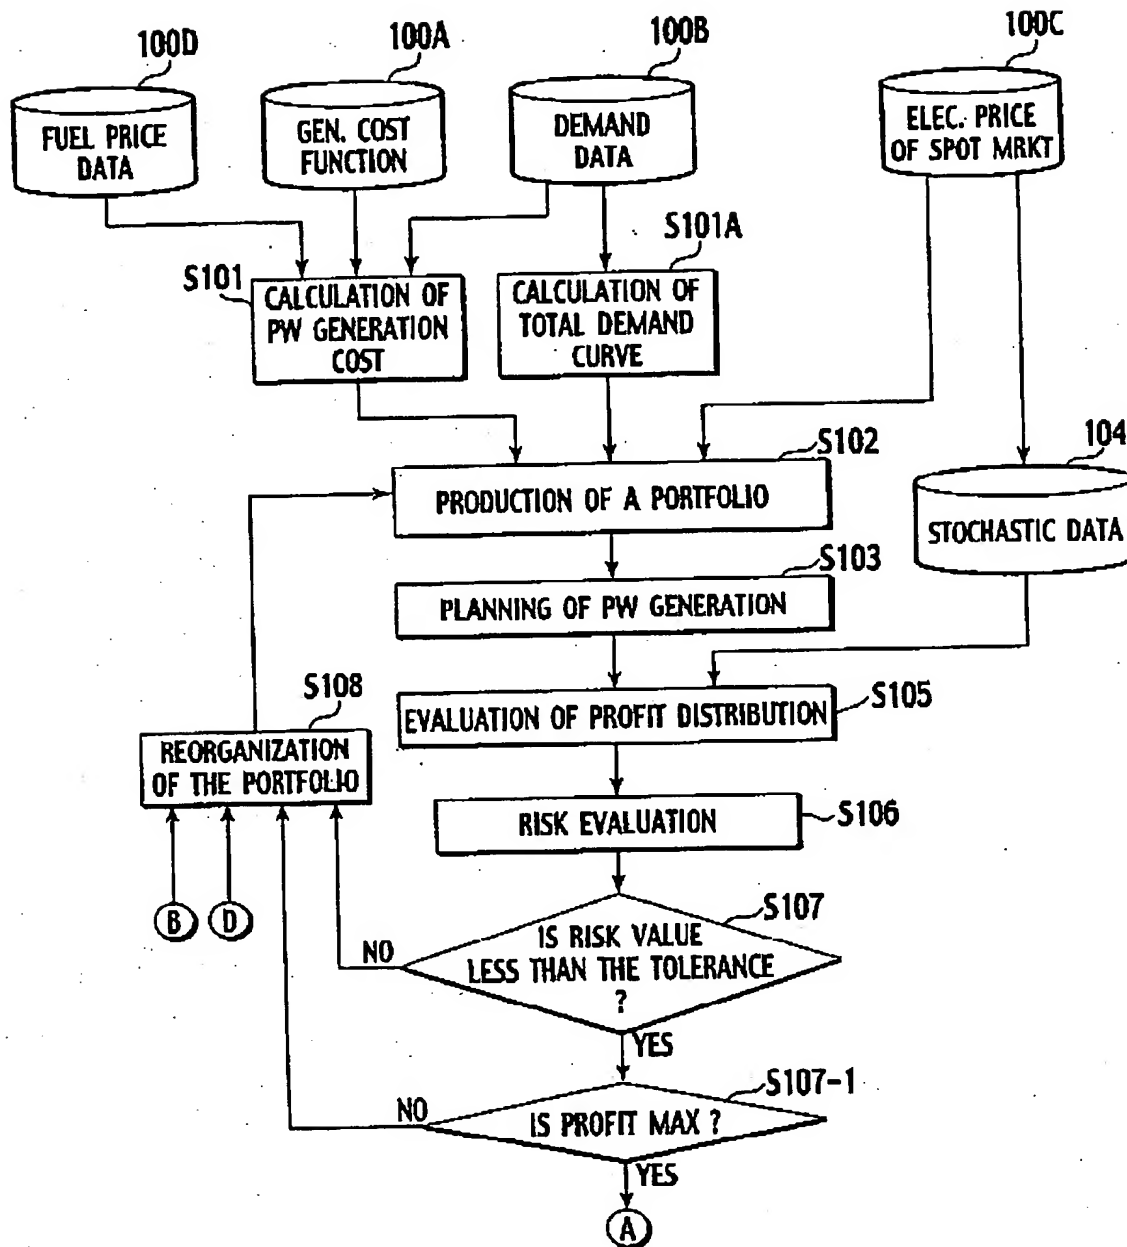 100D
100A
100B
100C
FUEL PRICE
DATA
GEN. COST
FUNCTION
DEMAND
DATA
ELEC. PRICE
OF SPOT MRKT
S101
S101A
CALCULATION OF
PW GENERATION
COST
CALCULATION OF
TOTAL DEMAND
CURVE
S102
104
PRODUCTION OF A PORTFOLIO
STOCHASTIC DATA
S103
PLANNING OF PW GENERATION
S108
S105
EVALUATION OF PROFIT DISTRIBUTION
REORGANIZATION
OF THE PORTFOLIO
RISK EVALUATION
S106
B
D
S107
NO
IS RISK VALUE
LESS THAN THE TOLERANCE
?
YES
S107-1
NO
IS PROFIT MAX ?
YES
A